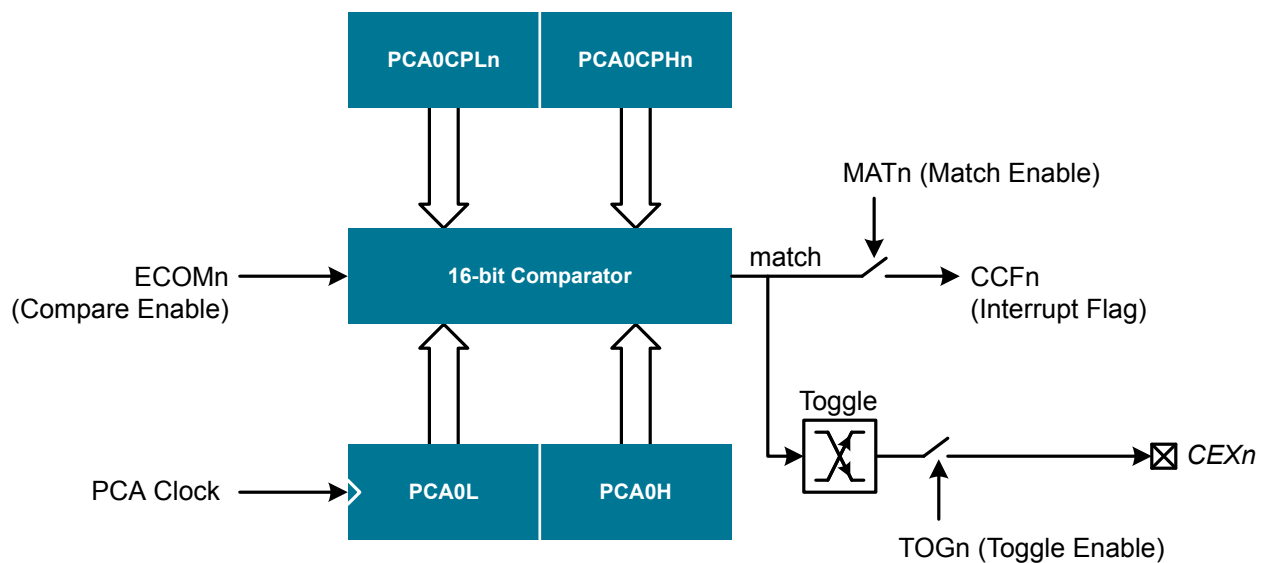 PCA0CPLn
PCA0CPHn
MATn (Match Enable)
ECOMn
(Compare Enable)
16-bit Comparator
match
CCFn
(Interrupt Flag)
Toggle
PCA Clock
PCA0L
PCA0H
CEXn
TOGn (Toggle Enable)